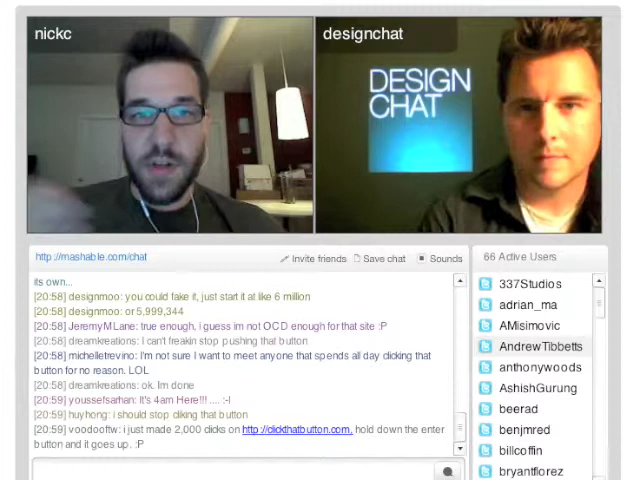 nickc
designchat
DESIGN
CHAT
http://mashable.com/chat
Invite friends
Save chat
Sounds
66 Active Users
its own...
[20:58] designmoo: you could fake it, just start it at like 6 million
[20:58] designmoo: or 5,999,344
[20:58] JeremyMLane: true enough, i guess im not OCD enough for that site :P
[20:58] dreamkreations: I can't freakin stop pushing that button
[20:58] michelletrevino: I'm not sure I want to meet anyone that spends all day clicking that
button for no reason. LOL
[20:58] dreamkreations: ok. Im done
[20:59] youssefsarhan: It's 4am Here!!! .... :-I
[20:59] huyhong: i should stop cliking that button
[20:59] voodooftw: i just made 2,000 clicks on http://clickthatbutton.com, hold down the enter
button and it goes up. :P
337Studios
adrian_ma
AMisimovic
AndrewTibbetts
anthonywoods
AshishGurung
beerad
benjmred
billcoffin
bryantlorez